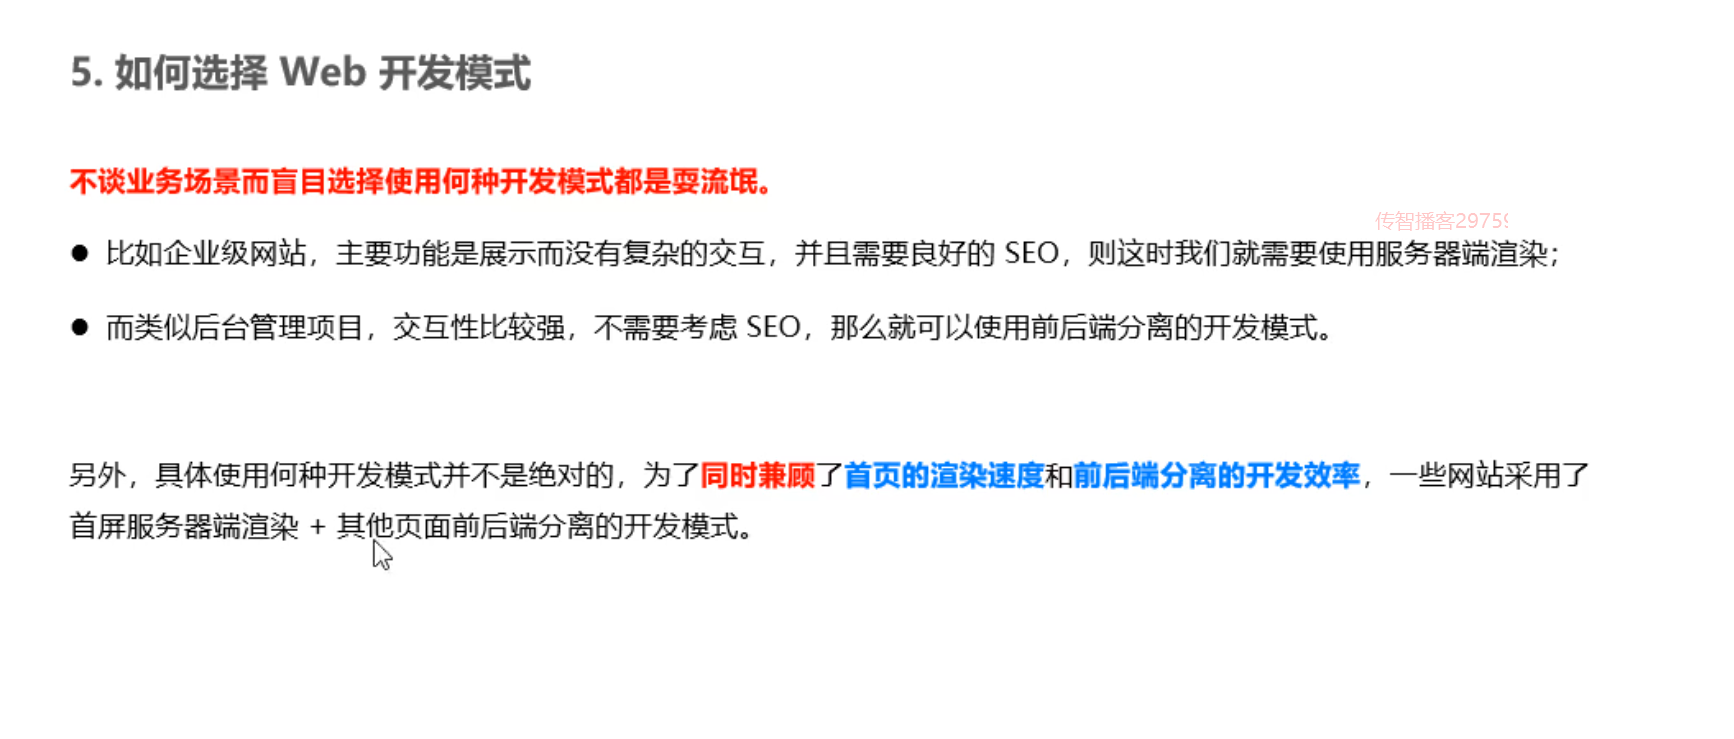 5. 如何选择 Web 开发模式
不谈业务场景而盲目选择使用何种开发模式都是耍流氓。
传智播客29759
● 比如企业级网站，主要功能是展示而没有复杂的交互，并且需要良好的 SEO，则这时我们就需要使用服务器端渲染；
● 而类似后台管理项目，交互性比较强，不需要考虑 SEO，那么就可以使用前后端分离的开发模式。
另外，具体使用何种开发模式并不是绝对的，为了同时兼顾了首页的渲染速度和前后端分离的开发效率，一些网站采用了
首屏服务器端渲染 + 其他页面前后端分离的开发模式。